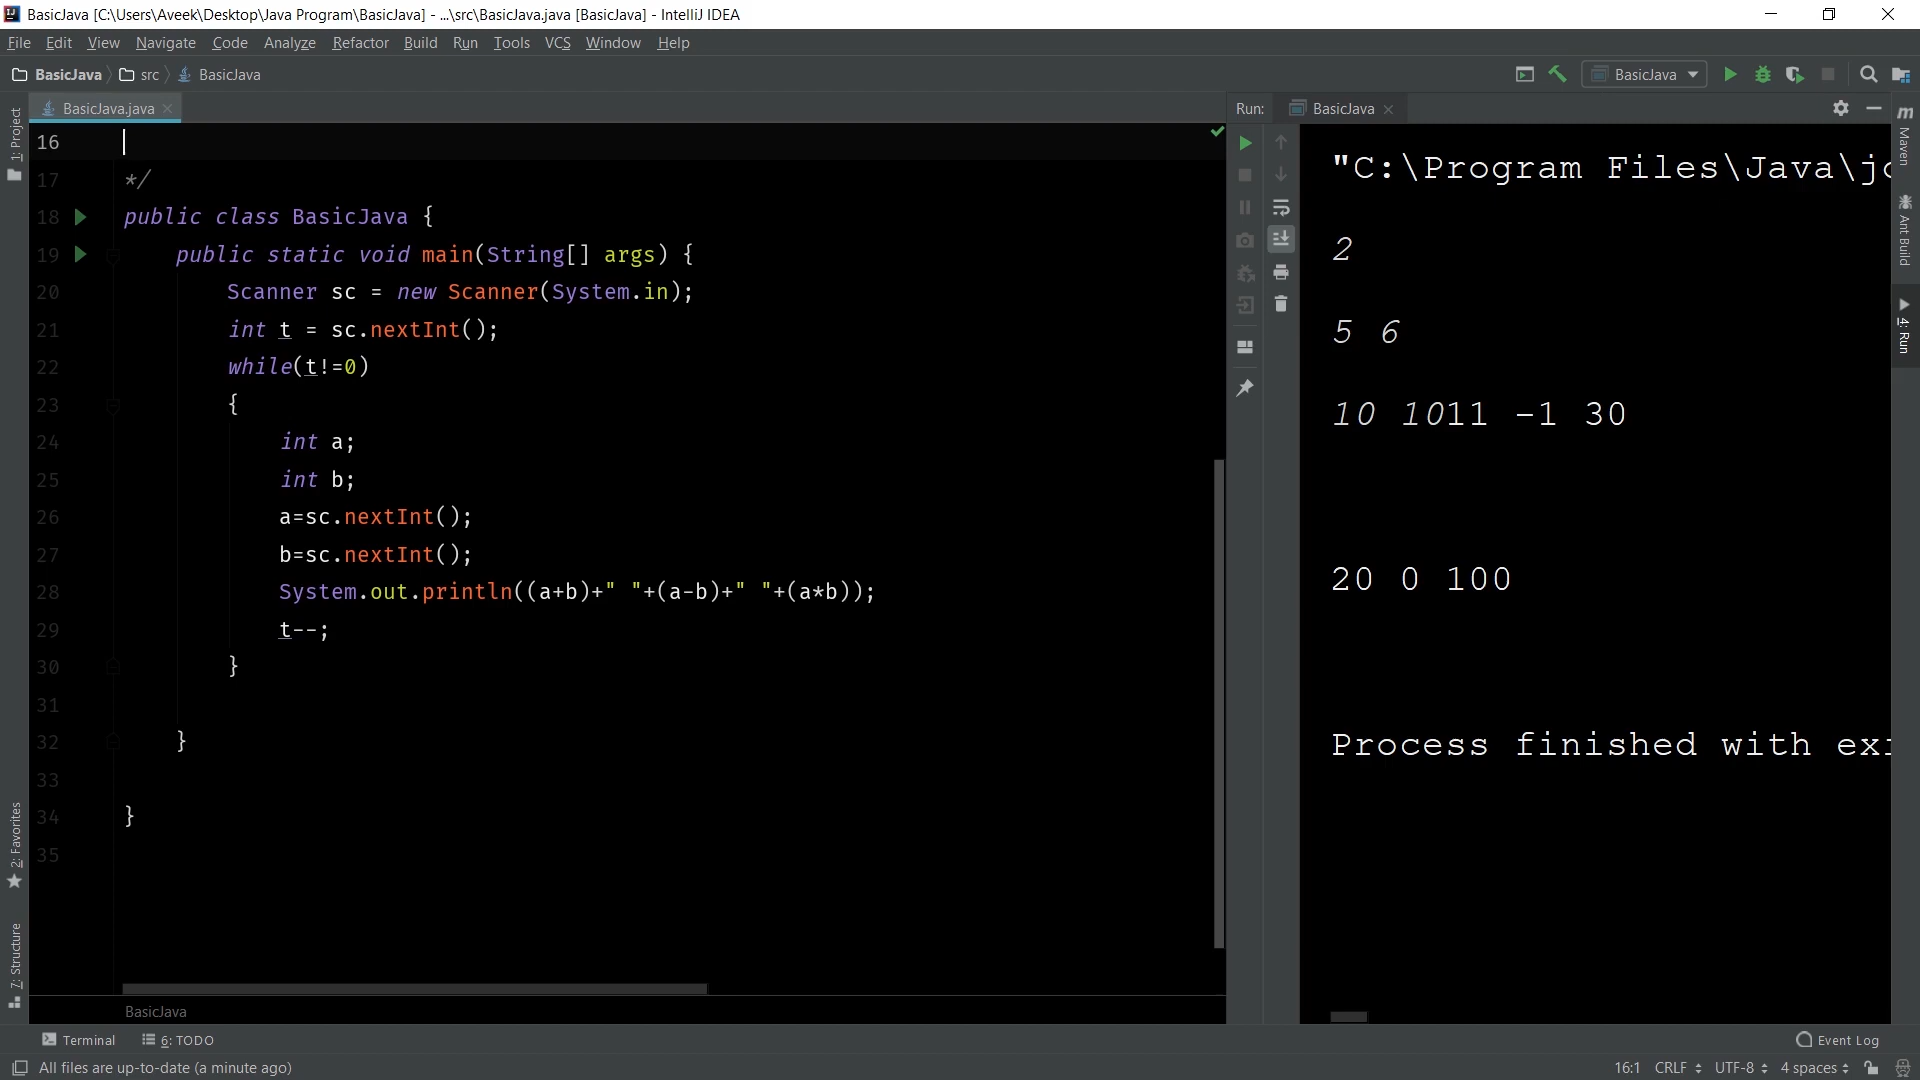 BasicJava [C:\Users\Aveek\Desktop\Java Program\BasicJava] - ...\src\BasicJava.java [BasicJava] - IntelliJ IDEA
File Edit View Navigate Code Analyze Refactor Build Run Tools VCS Window Help
BasicJava src BasicJava BasicJava
BasicJava.java
Run: BasicJava
1: Project
2: Favorites
7: Structure
16
17 */
18 public class BasicJava {
19 public static void main(String[] args) {
20 Scanner sc = new Scanner(System.in);
21 int t = sc.nextInt();
22 while(t!=0)
23 {
24 int a;
25 int b;
26 a=sc.nextInt();
27 b=sc.nextInt();
28 System.out.println((a+b)+" "+(a-b)+" "+(a*b));
29 t--;
30 }
31
32 }
33
34 }
35
BasicJava
"C:\Program Files\Java\j
2
5 6
10 1011 -1 30
20 0 100
Process finished with ex
m Maven
Ant Build
4: Run
Terminal 6: TODO Event Log
All files are up-to-date (a minute ago) 16:1 CRLF UTF-8 4 spaces